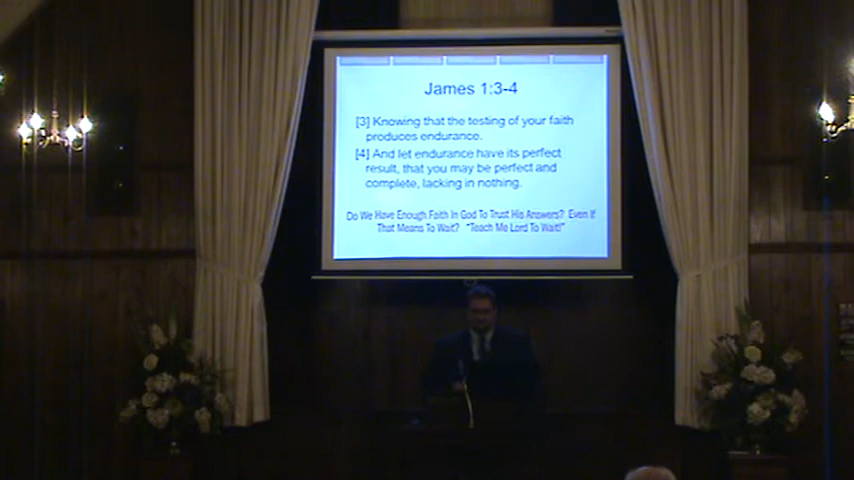 James 1:3-4
[3] Knowing that the testing of your faith
produces endurance.
[4] And let endurance have its perfect
result, that you may be perfect and
complete, lacking in nothing.
Do We Have Enough Faith In God To Trust His Answers? Even If
That Means To Wait? "Teach Me Lord To Wait!"